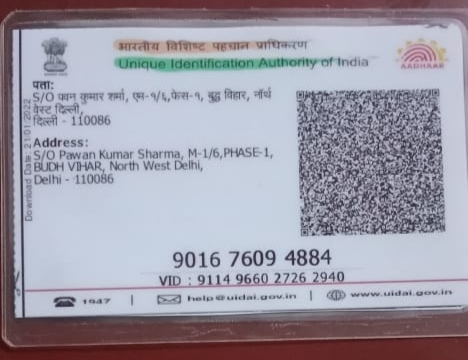 भारतीय विशिष्ट पहचान प्राधिकरण
Unique Identification Authority of India
AADHAAR
पता:
S/O पवन कुमार शर्मा, एम-१/६,फेस-१, बुद्ध विहार, नॉर्थ
वेस्ट दिल्ली,
दिल्ली - 110086
Address:
S/O Pawan Kumar Sharma, M-1/6,PHASE-1,
BUDH VIHAR, North West Delhi,
Delhi - 110086
Download Date: 21/01/2022
9016 7609 4884
VID : 9114 9660 2726 2940
1947 | help@uidai.gov.in | www.uidai.gov.in